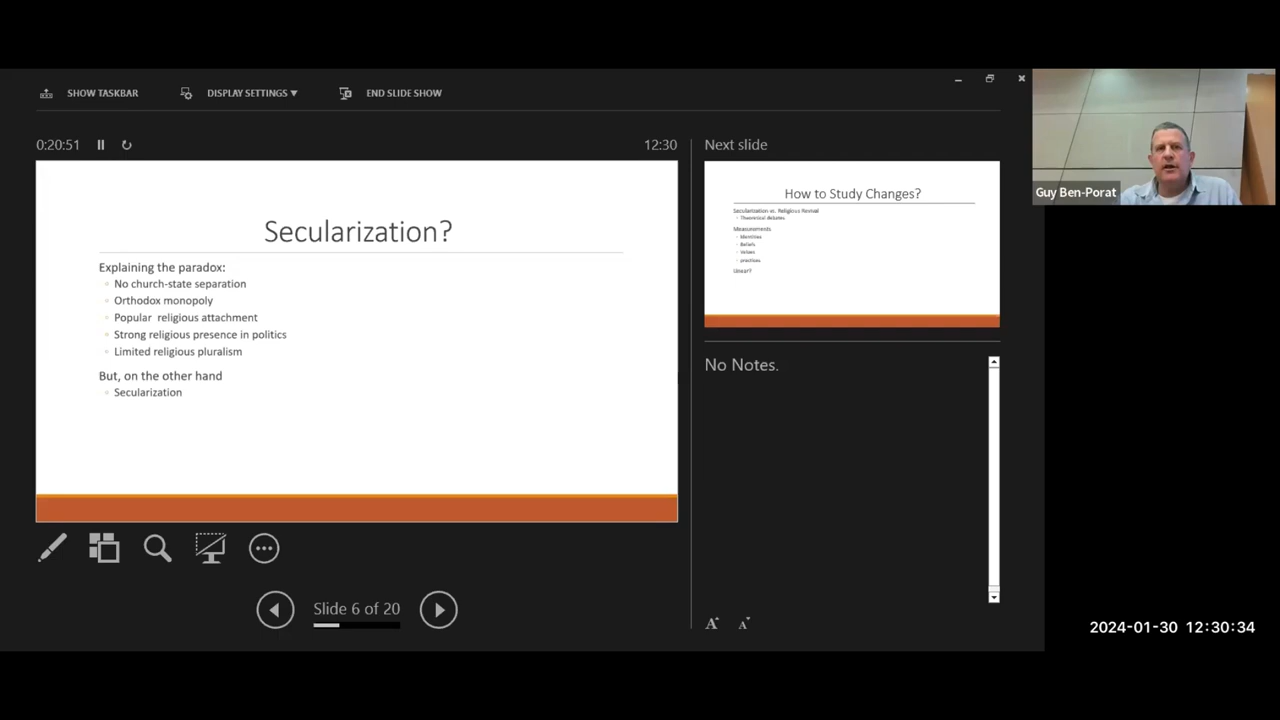 SHOW TASKBAR
DISPLAY SETTINGS ▼
END SLIDE SHOW
0:20:51
12:30
Secularization?
Explaining the paradox:
No church-state separation
Orthodox monopoly
Popular religious attachment
Strong religious presence in politics
Limited religious pluralism
But, on the other hand
Secularization
Slide 6 of 20
Next slide
How to Study Changes?
Secularization vs. Religious Revival
Theoretical debates
Measurements
Identities
Beliefs
Values
practices
No Notes.
A A
Guy Ben-Porat
2024-01-30 12:30:34